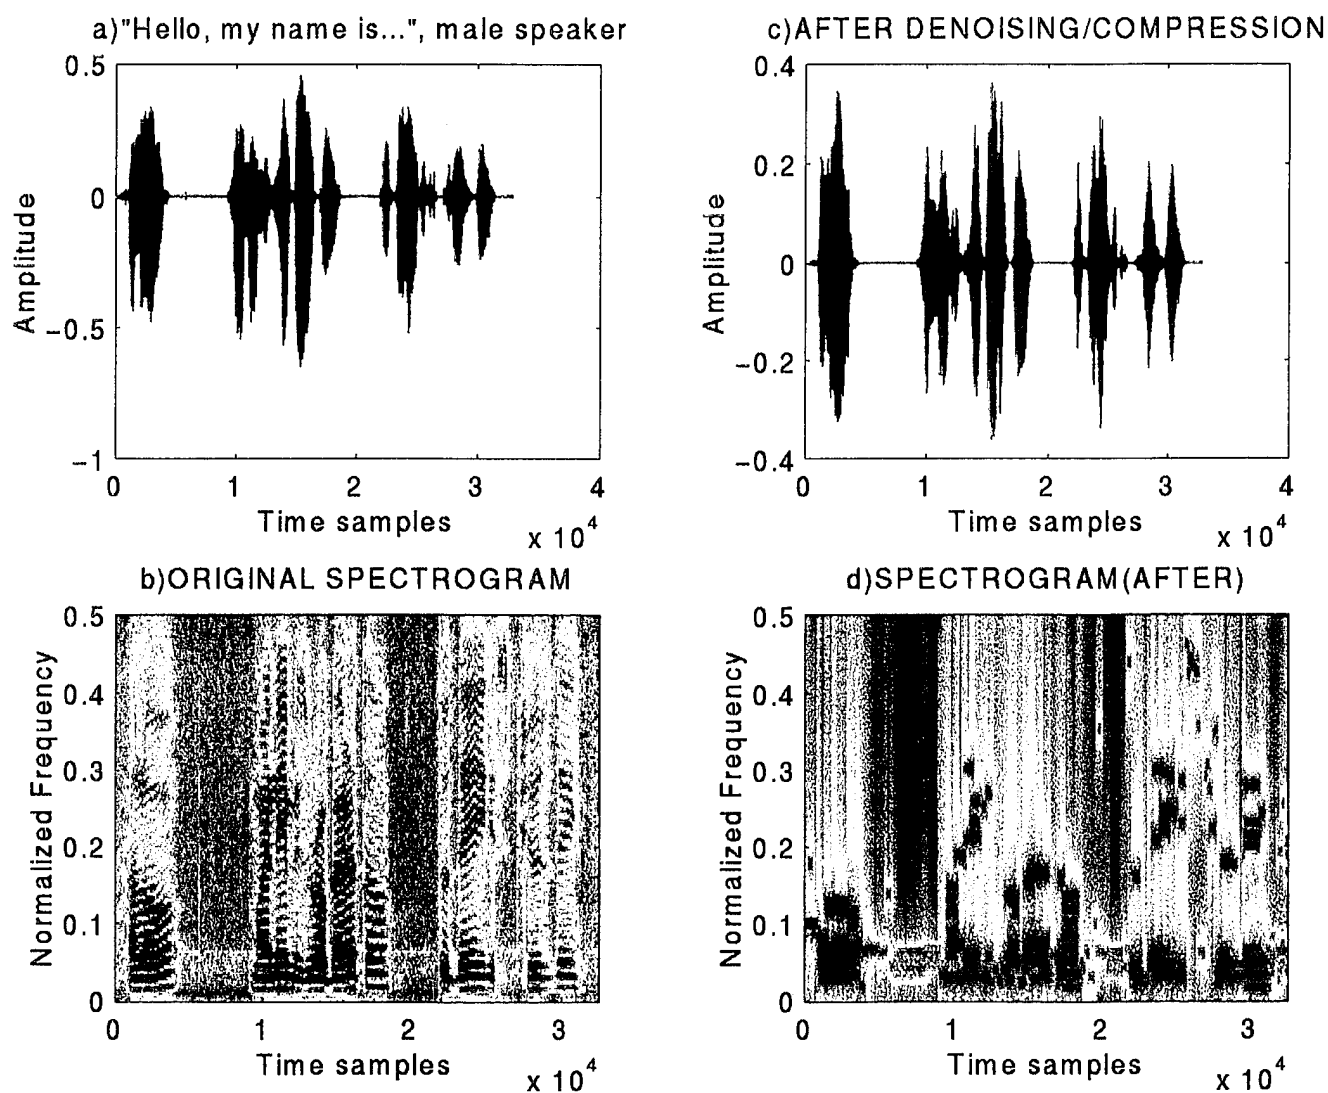 a)"Hello, my name is...", male speaker
0.5
0
−0.5
−1
Amplitude
0 1 2 3 4
Time samples
x 10^4
c)AFTER DENOISING/COMPRESSION
0.4
0.2
0
−0.2
−0.4
Amplitude
0 1 2 3 4
Time samples
x 10^4
b)ORIGINAL SPECTROGRAM
0.5
0.4
0.3
0.2
0.1
0
Normalized Frequency
0 1 2 3
Time samples
x 10^4
d)SPECTROGRAM(AFTER)
0.5
0.4
0.3
0.2
0.1
0
Normalized Frequency
0 1 2 3
Time samples
x 10^4